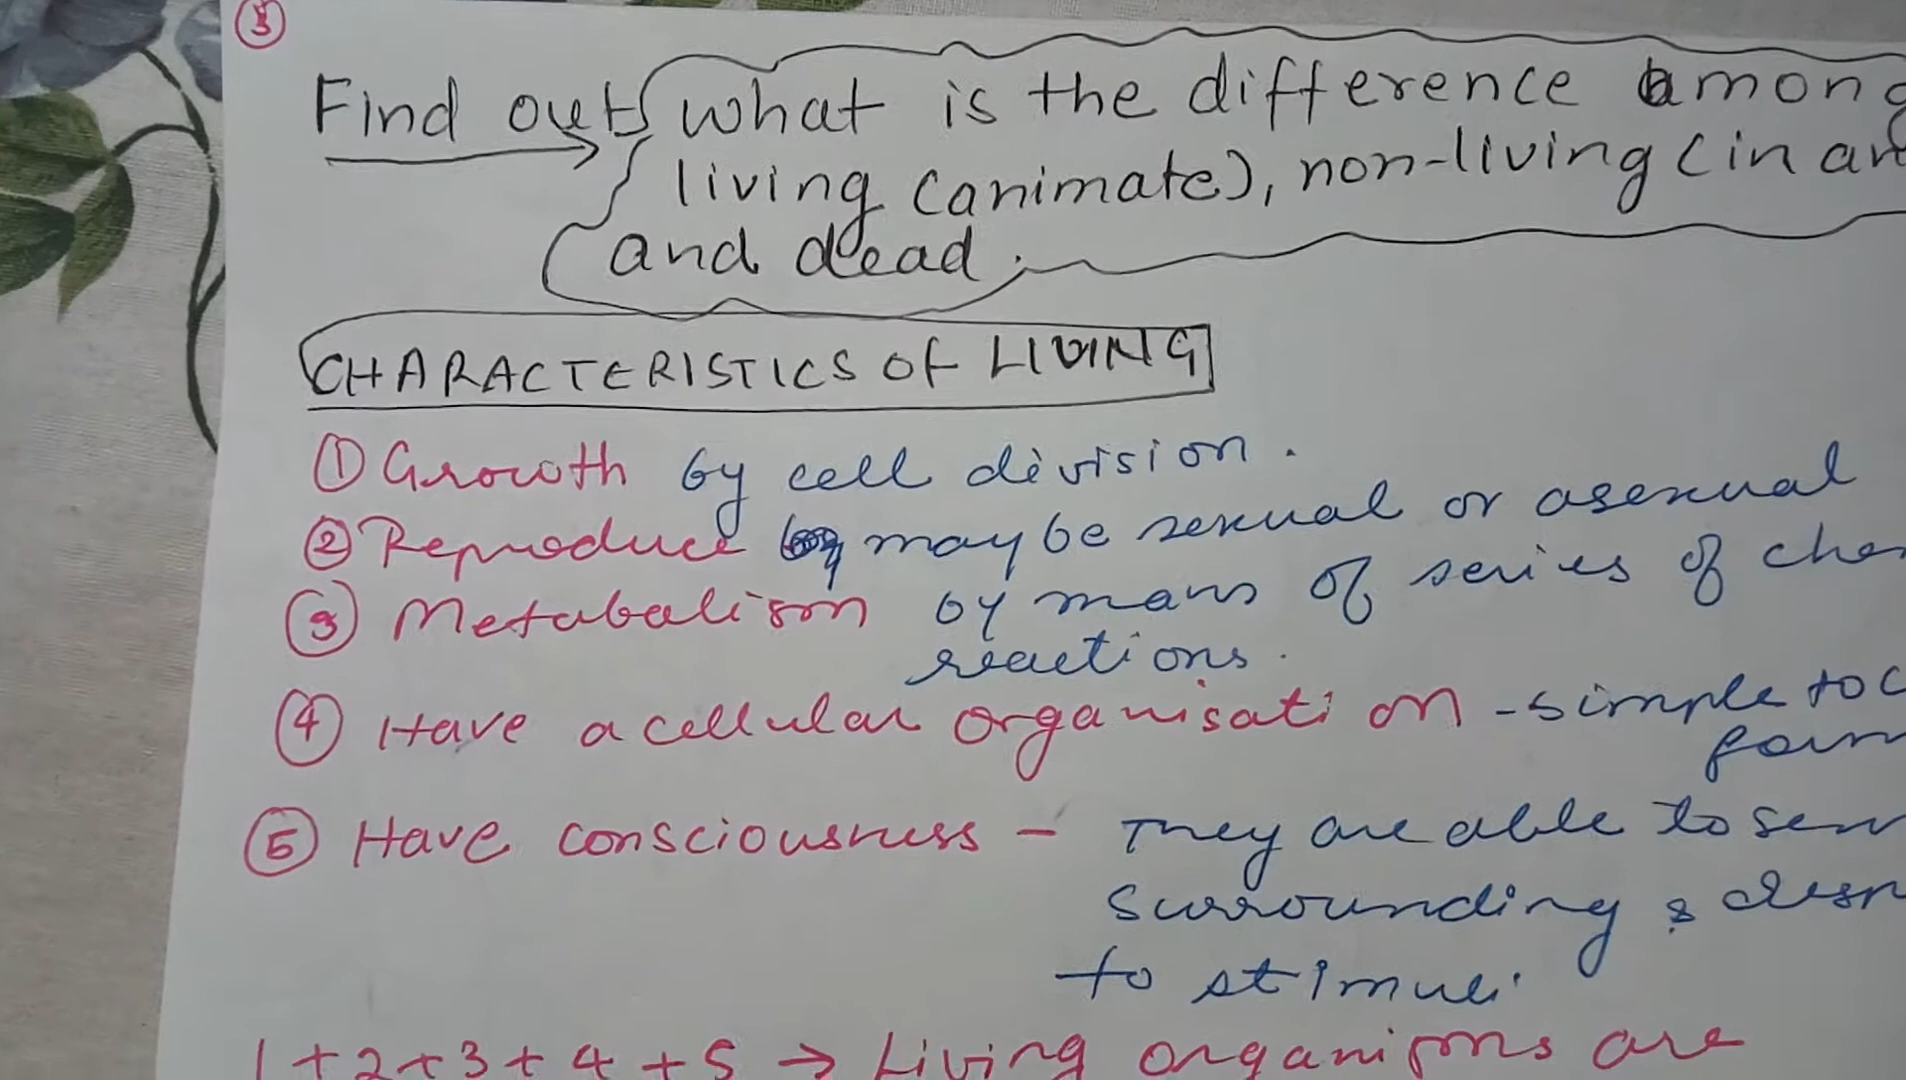 3
Find out what is the difference among
living (animate), non-living (in an
and dead.
CHARACTERISTICS OF LIVING
① Growth by cell division.
② Reproduce may be sexual or asexual
③ Metabalism by mans of series of che
reactions.
④ Have a cellular organisation - simple to c
form
⑤ Have consciousness - They are able to sen
surrounding & resp
to stimuli.
1 + 2 + 3 + 4 + 5 → Living organisms are